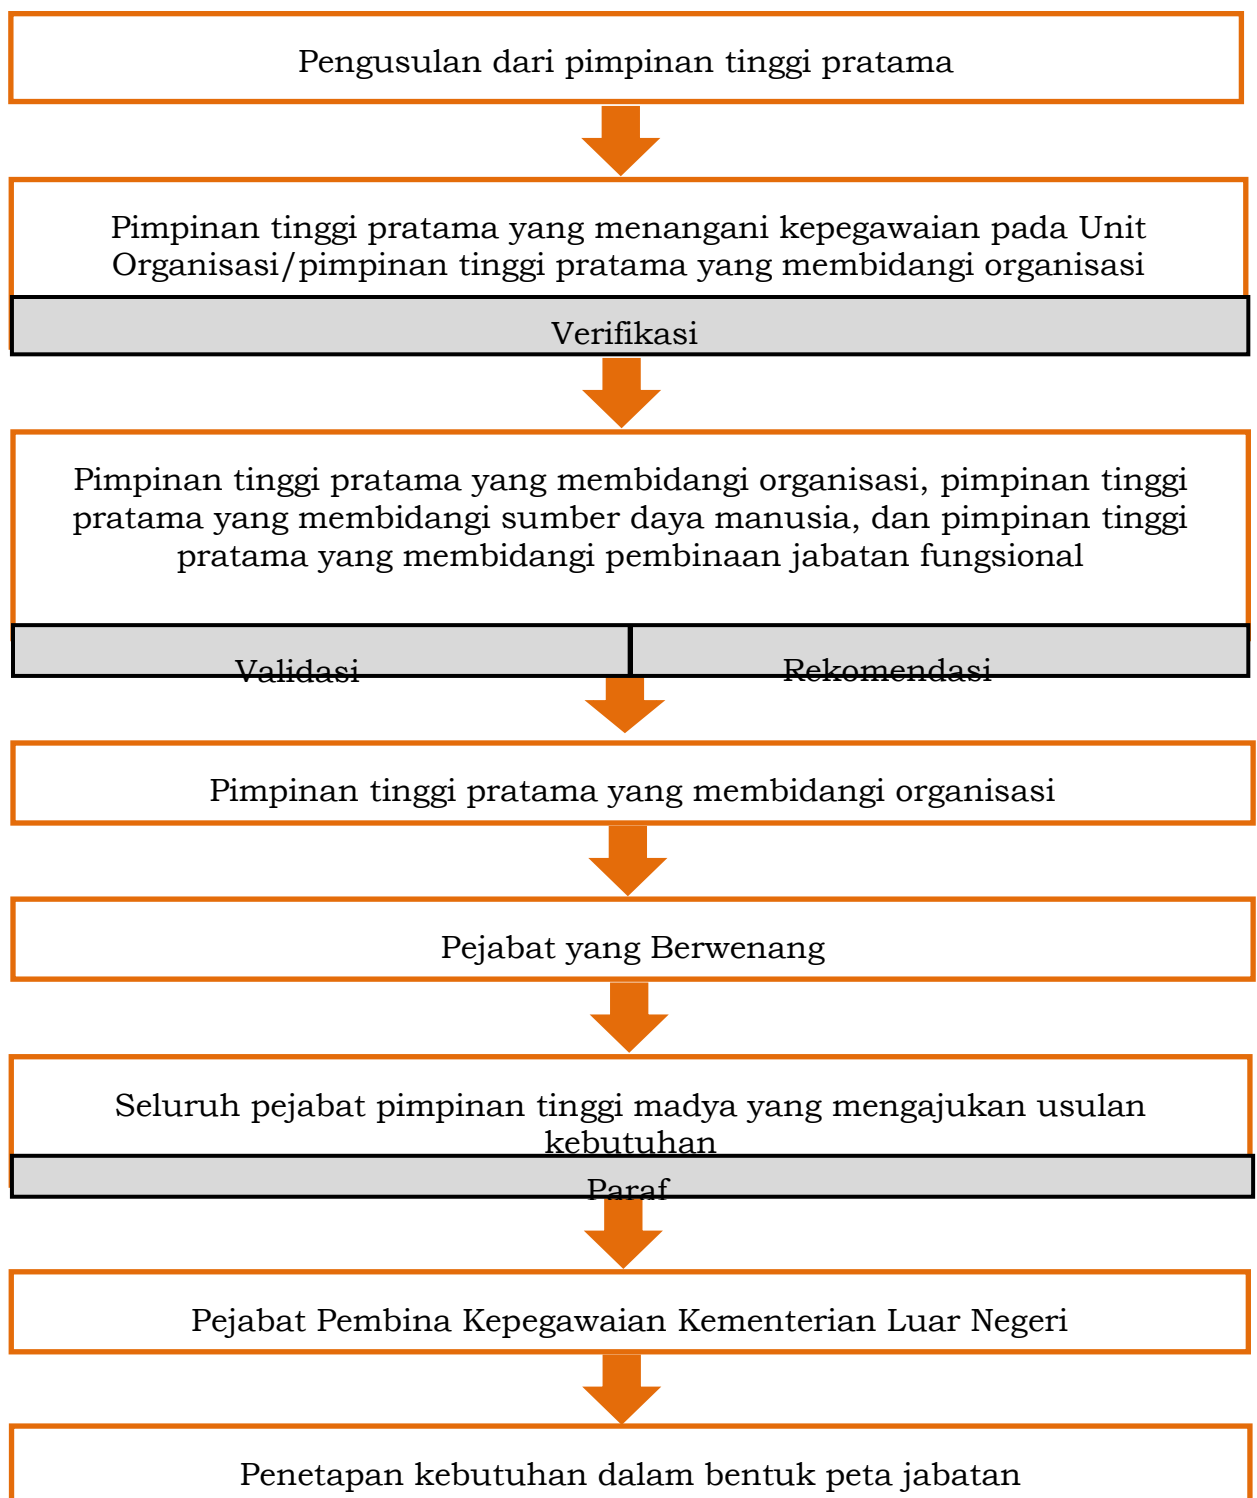 Pengusulan dari pimpinan tinggi pratama
Pimpinan tinggi pratama yang menangani kepegawaian pada Unit
Organisasi/pimpinan tinggi pratama yang membidangi organisasi
Verifikasi
Pimpinan tinggi pratama yang membidangi organisasi, pimpinan tinggi
pratama yang membidangi sumber daya manusia, dan pimpinan tinggi
pratama yang membidangi pembinaan jabatan fungsional
Validasi
Rekomendasi
Pimpinan tinggi pratama yang membidangi organisasi
Pejabat yang Berwenang
Seluruh pejabat pimpinan tinggi madya yang mengajukan usulan
kebutuhan
Paraf
Pejabat Pembina Kepegawaian Kementerian Luar Negeri
Penetapan kebutuhan dalam bentuk peta jabatan